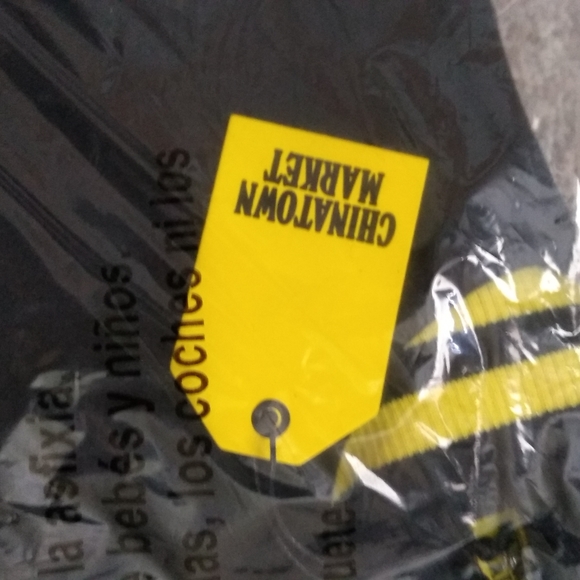 CHINATOWN
MARKET
la asfixia,
bebés y niños.
las, los coches ni los